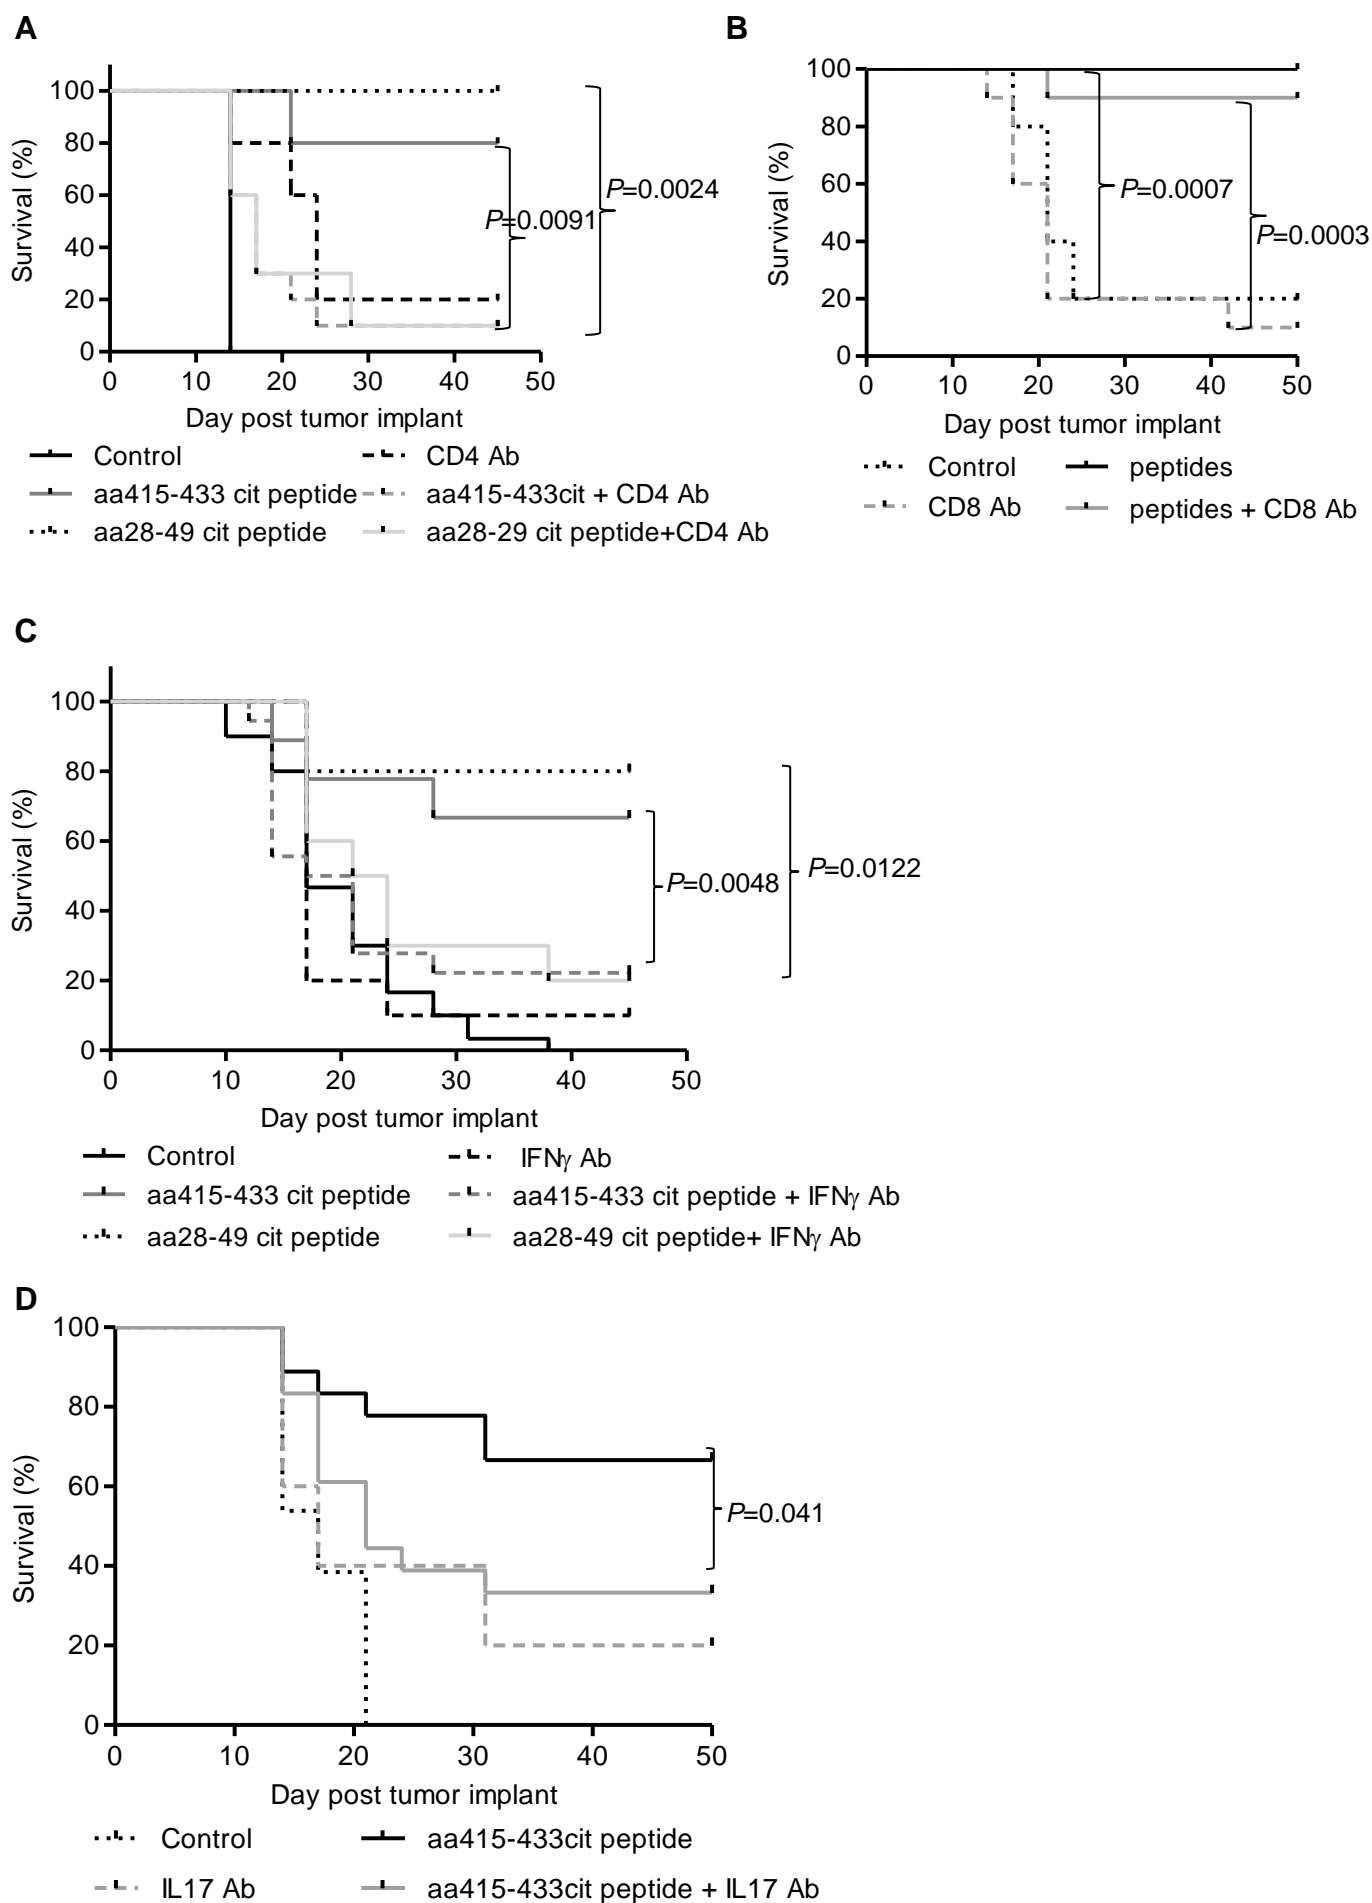 A
B
Survival (%)
100
80
60
40
20
0
0 10 20 30 40 50
Day post tumor implant
P=0.0091
P=0.0024
Control
CD4 Ab
aa415-433 cit peptide
aa415-433cit + CD4 Ab
aa28-49 cit peptide
aa28-29 cit peptide+CD4 Ab
Survival (%)
100
80
60
40
20
0
0 10 20 30 40 50
Day post tumor implant
P=0.0007
P=0.0003
Control
peptides
CD8 Ab
peptides + CD8 Ab
C
Survival (%)
100
80
60
40
20
0
0 10 20 30 40 50
Day post tumor implant
P=0.0048
P=0.0122
Control
IFNγ Ab
aa415-433 cit peptide
aa415-433 cit peptide + IFNγ Ab
aa28-49 cit peptide
aa28-49 cit peptide+ IFNγ Ab
D
Survival (%)
100
80
60
40
20
0
0 10 20 30 40 50
Day post tumor implant
P=0.041
Control
aa415-433cit peptide
IL17 Ab
aa415-433cit peptide + IL17 Ab